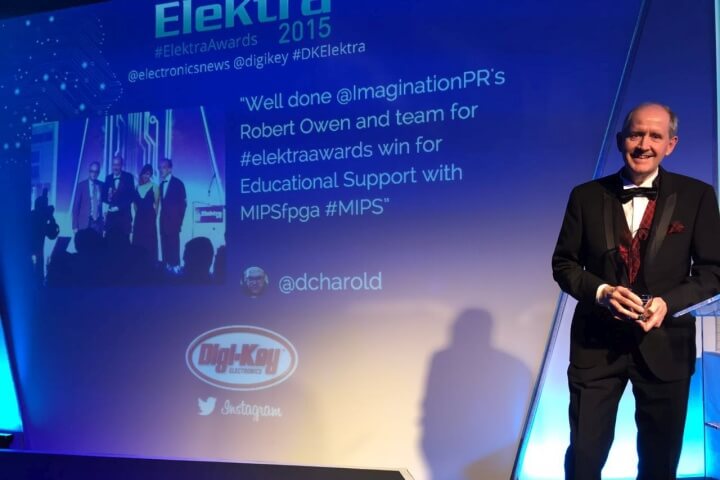 Elektra
2015
#ElektraAwards
@electronicsnews @digikey #DKElektra
"Well done @ImaginationPR's
Robert Owen and team for
#elektraawards win for
Educational Support with
MIPSfpga #MIPS"
@dcharold
Digi-Key
ELECTRONICS
Instagram